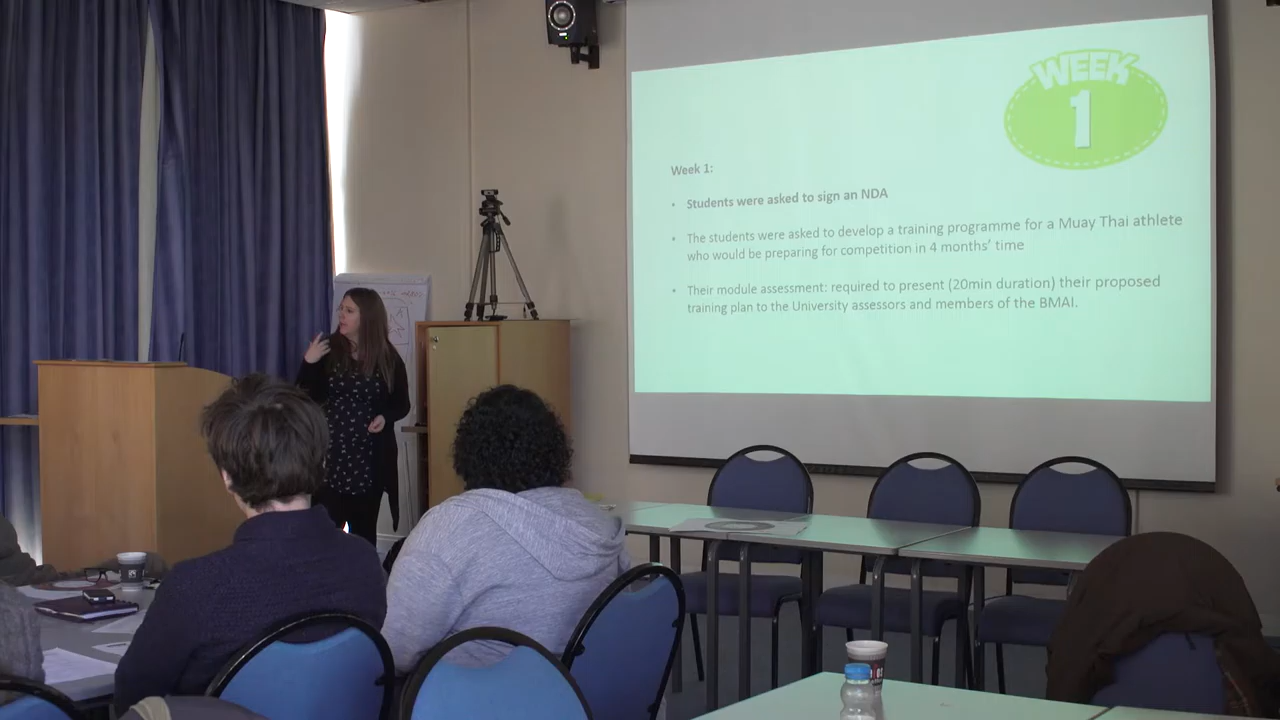 WEEK
1
Week 1:
• Students were asked to sign an NDA
• The students were asked to develop a training programme for a Muay Thai athlete
who would be preparing for competition in 4 months' time
• Their module assessment: required to present (20min duration) their proposed
training plan to the University assessors and members of the BMAI.